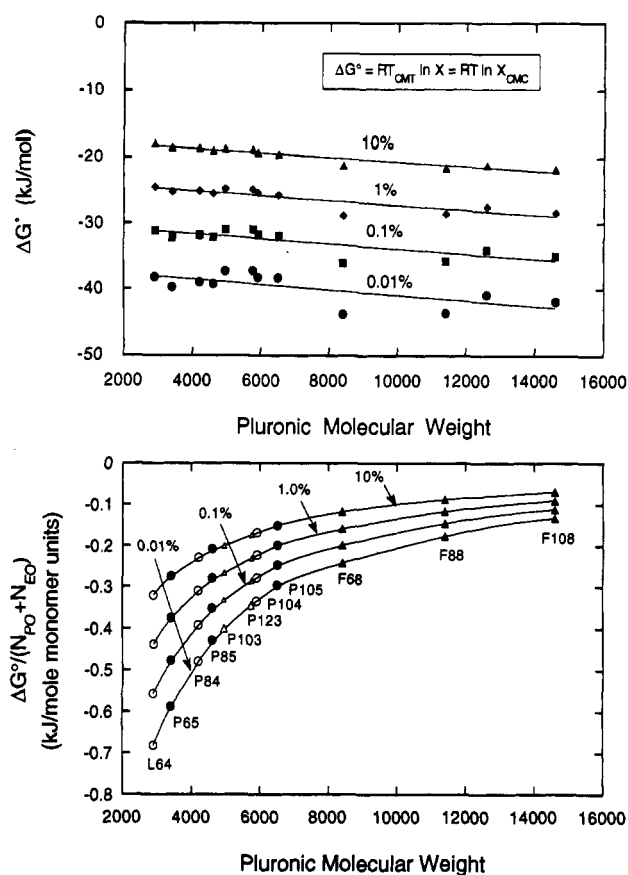 0
-10
-20
-30
-40
-50
ΔG° (kJ/mol)
ΔG° = RT_CMT ln X = RT ln X_CMC
10%
1%
0.1%
0.01%
2000 4000 6000 8000 10000 12000 14000 16000
Pluronic Molecular Weight
0
-0.1
-0.2
-0.3
-0.4
-0.5
-0.6
-0.7
-0.8
ΔG°/(N_PO+N_EO)
(kJ/mole monomer units)
0.01%
0.1%
1.0%
10%
L64
P65
P84
P85
P103
P123
P104
P105
F68
F88
F108
2000 4000 6000 8000 10000 12000 14000 16000
Pluronic Molecular Weight